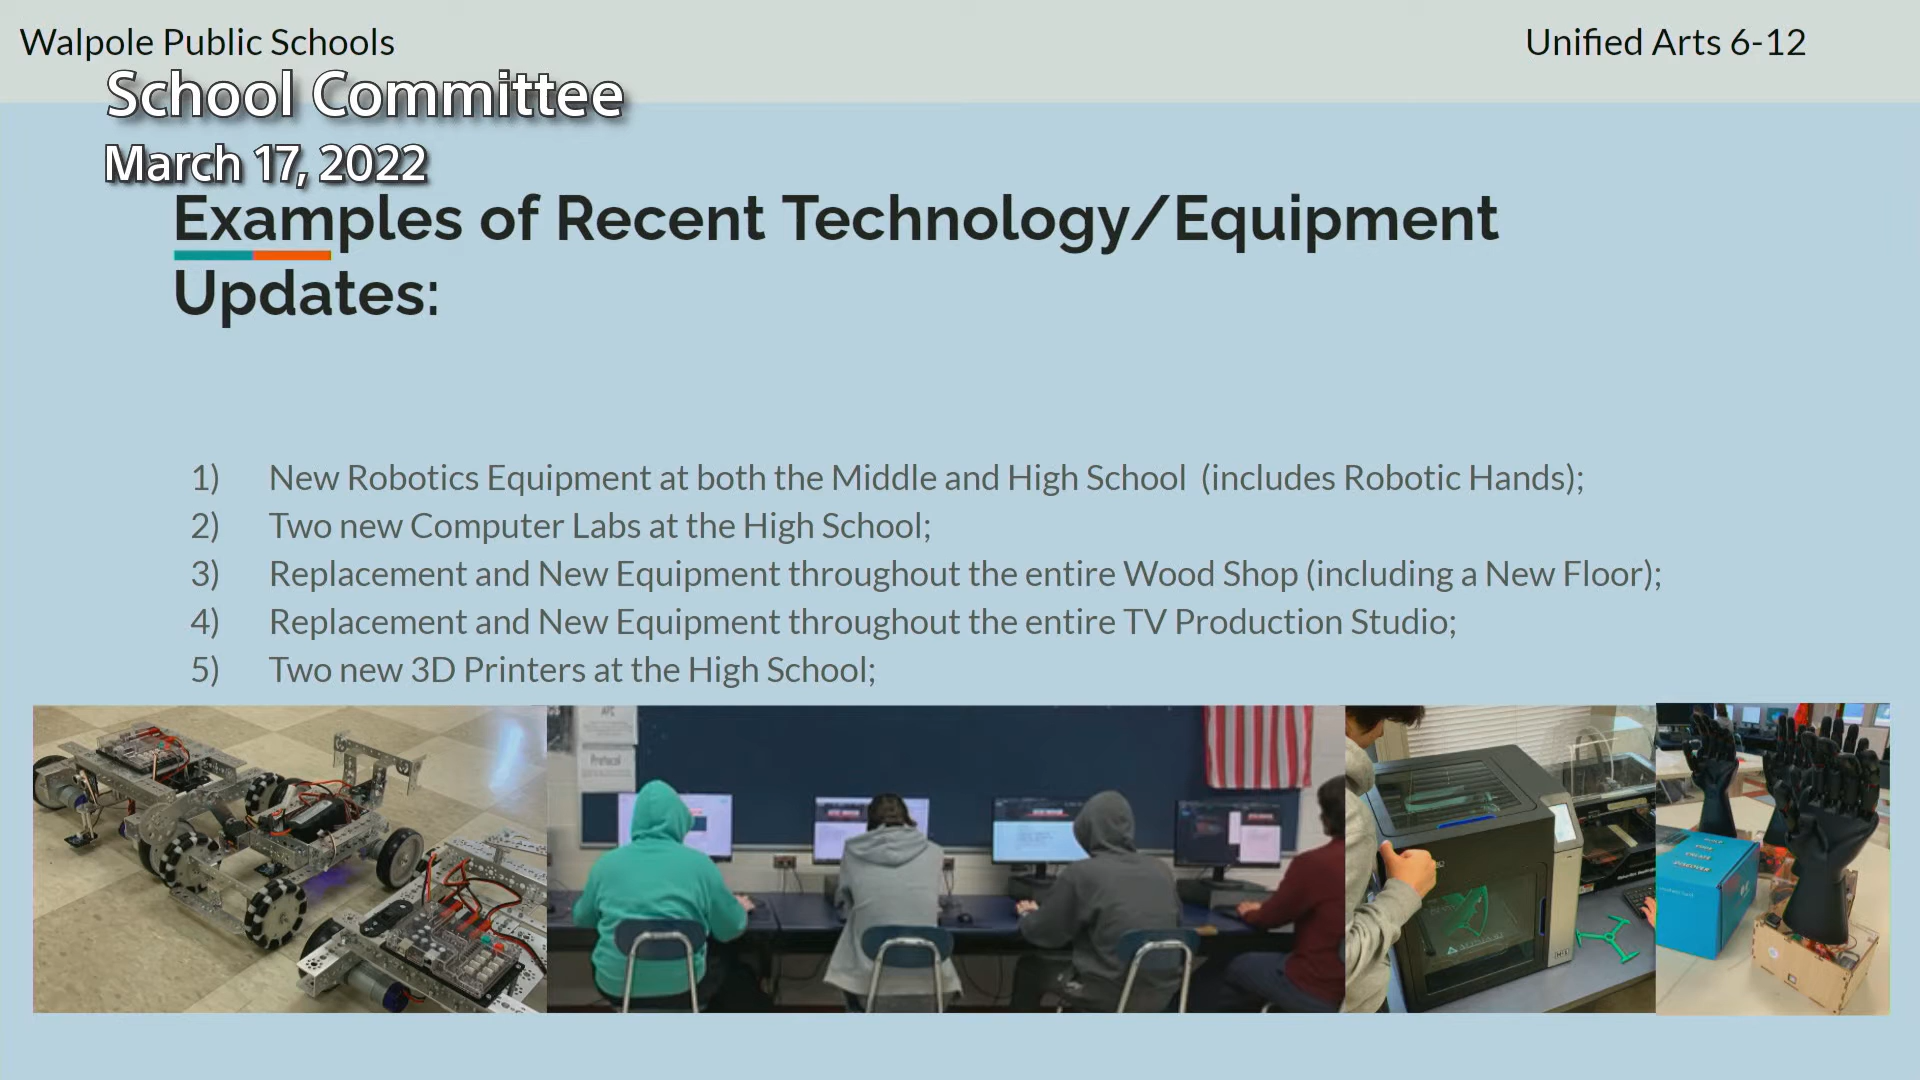 Walpole Public Schools
Unified Arts 6-12
School Committee
March 17, 2022
Examples of Recent Technology/Equipment
Updates:
1) New Robotics Equipment at both the Middle and High School (includes Robotic Hands);
2) Two new Computer Labs at the High School;
3) Replacement and New Equipment throughout the entire Wood Shop (including a New Floor);
4) Replacement and New Equipment throughout the entire TV Production Studio;
5) Two new 3D Printers at the High School;
Protocol